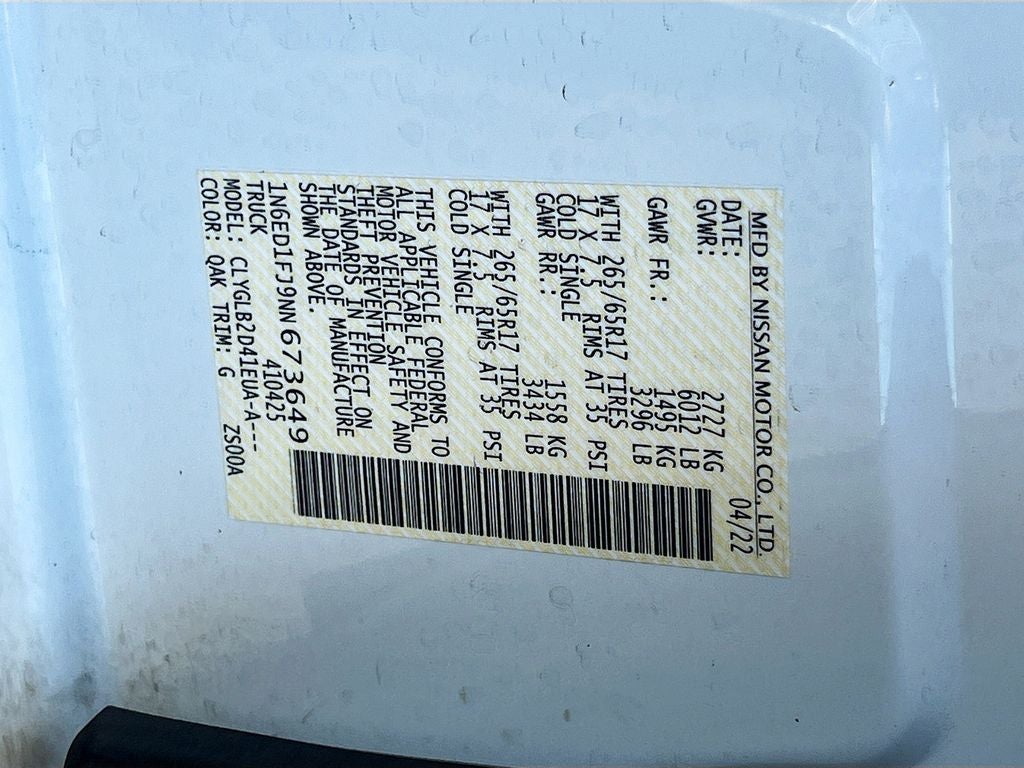 MFD BY NISSAN MOTOR CO., LTD.
DATE: 04/22
GVWR: 2727 KG
6012 LB
GAWR FR.: 1495 KG
3296 LB
WITH 265/65R17 TIRES
17 X 7.5 RIMS AT 35 PSI
COLD SINGLE
GAWR RR.: 1558 KG
3434 LB
WITH 265/65R17 TIRES
17 X 7.5 RIMS AT 35 PSI
COLD SINGLE
THIS VEHICLE CONFORMS TO
ALL APPLICABLE FEDERAL
MOTOR VEHICLE SAFETY AND
THEFT PREVENTION
STANDARDS IN EFFECT ON
THE DATE OF MANUFACTURE
SHOWN ABOVE.
1N6ED1FJ9NN673649
TRUCK 410425
MODEL: CLYGLB2D41EUA-A---
COLOR: QAK TRIM: G ZS00A